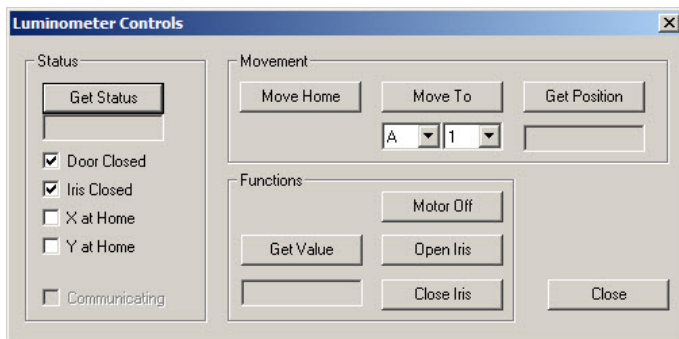 Luminometer Controls
Status
Get Status
Door Closed
Iris Closed
X at Home
Y at Home
Communicating
Movement
Move Home
Move To
Get Position
A
1
Functions
Motor Off
Get Value
Open Iris
Close Iris
Close